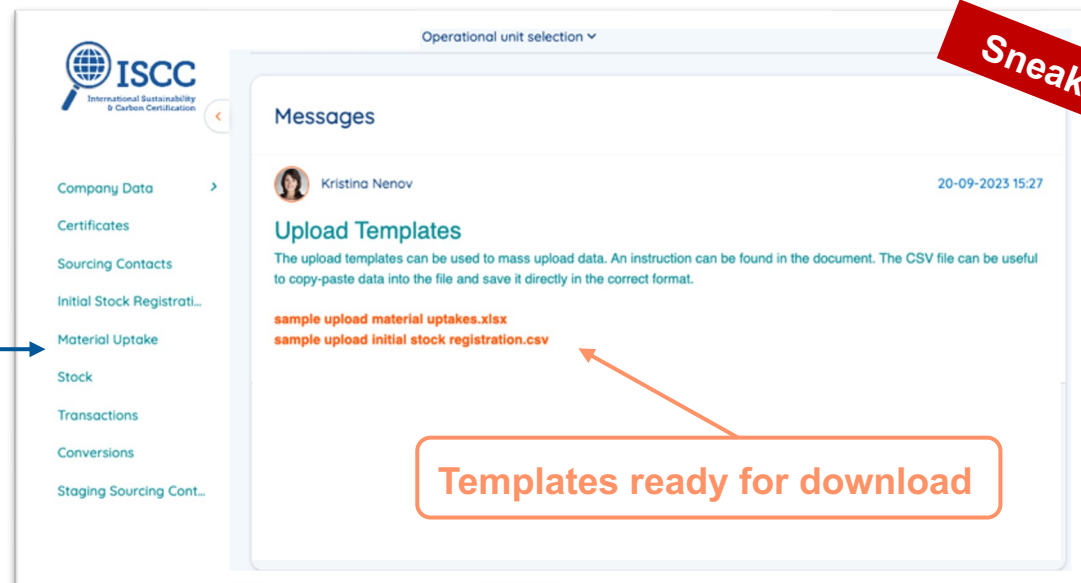 Operational unit selection
Sneak
ISCC
International Sustainability
& Carbon Certification
Messages
Kristina Nenov
20-09-2023 15:27
Upload Templates
The upload templates can be used to mass upload data. An instruction can be found in the document. The CSV file can be useful
to copy-paste data into the file and save it directly in the correct format.
sample upload material uptakes.xlsx
sample upload initial stock registration.csv
Templates ready for download
Company Data
Certificates
Sourcing Contacts
Initial Stock Registrati...
Material Uptake
Stock
Transactions
Conversions
Staging Sourcing Cont...